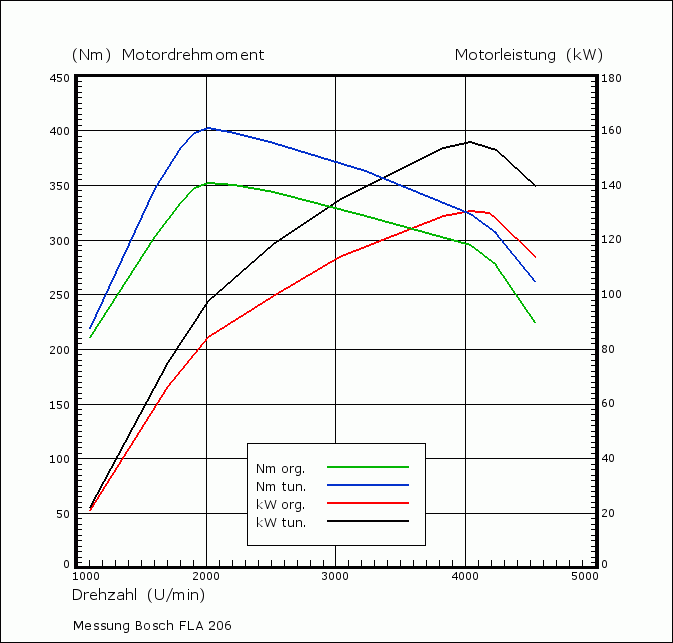 (Nm) Motordrehmoment Motorleistung (kW)
450 180
400 160
350 140
300 120
250 100
200 80
150 60
100 40
50 20
0 0
Nm org.
Nm tun.
kW org.
kW tun.
1000 2000 3000 4000 5000
Drehzahl (U/min)
Messung Bosch FLA 206